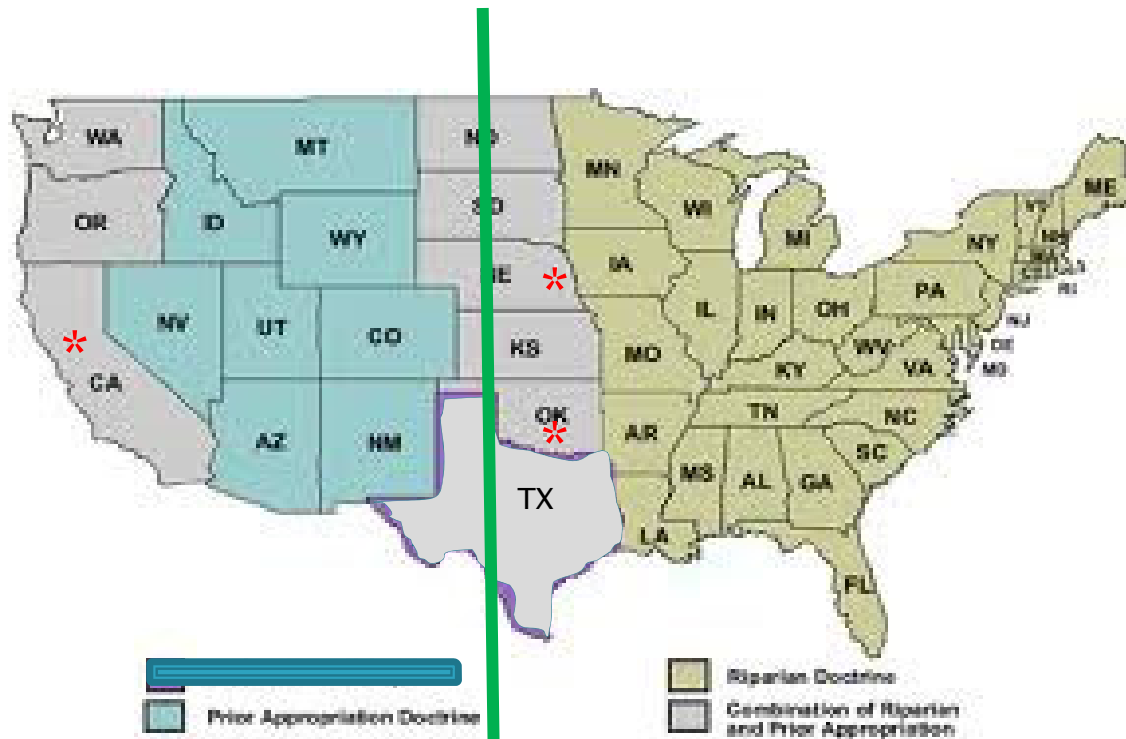 WA
MT
ND
MN
ME
OR
ID
SD
WI
VT
NH
WY
MI
NY
MA
NE *
IA
PA
RI
NV
UT
CO
IL
IN
OH
NJ
*
CA
KS
MO
WV
VA
DE
KY
MD
TN
NC
AZ
NM
OK
*
AR
SC
MS
AL
GA
TX
LA
FL
Riparian Doctrine
Prior Appropriation Doctrine
Combination of Riparian
and Prior Appropriation